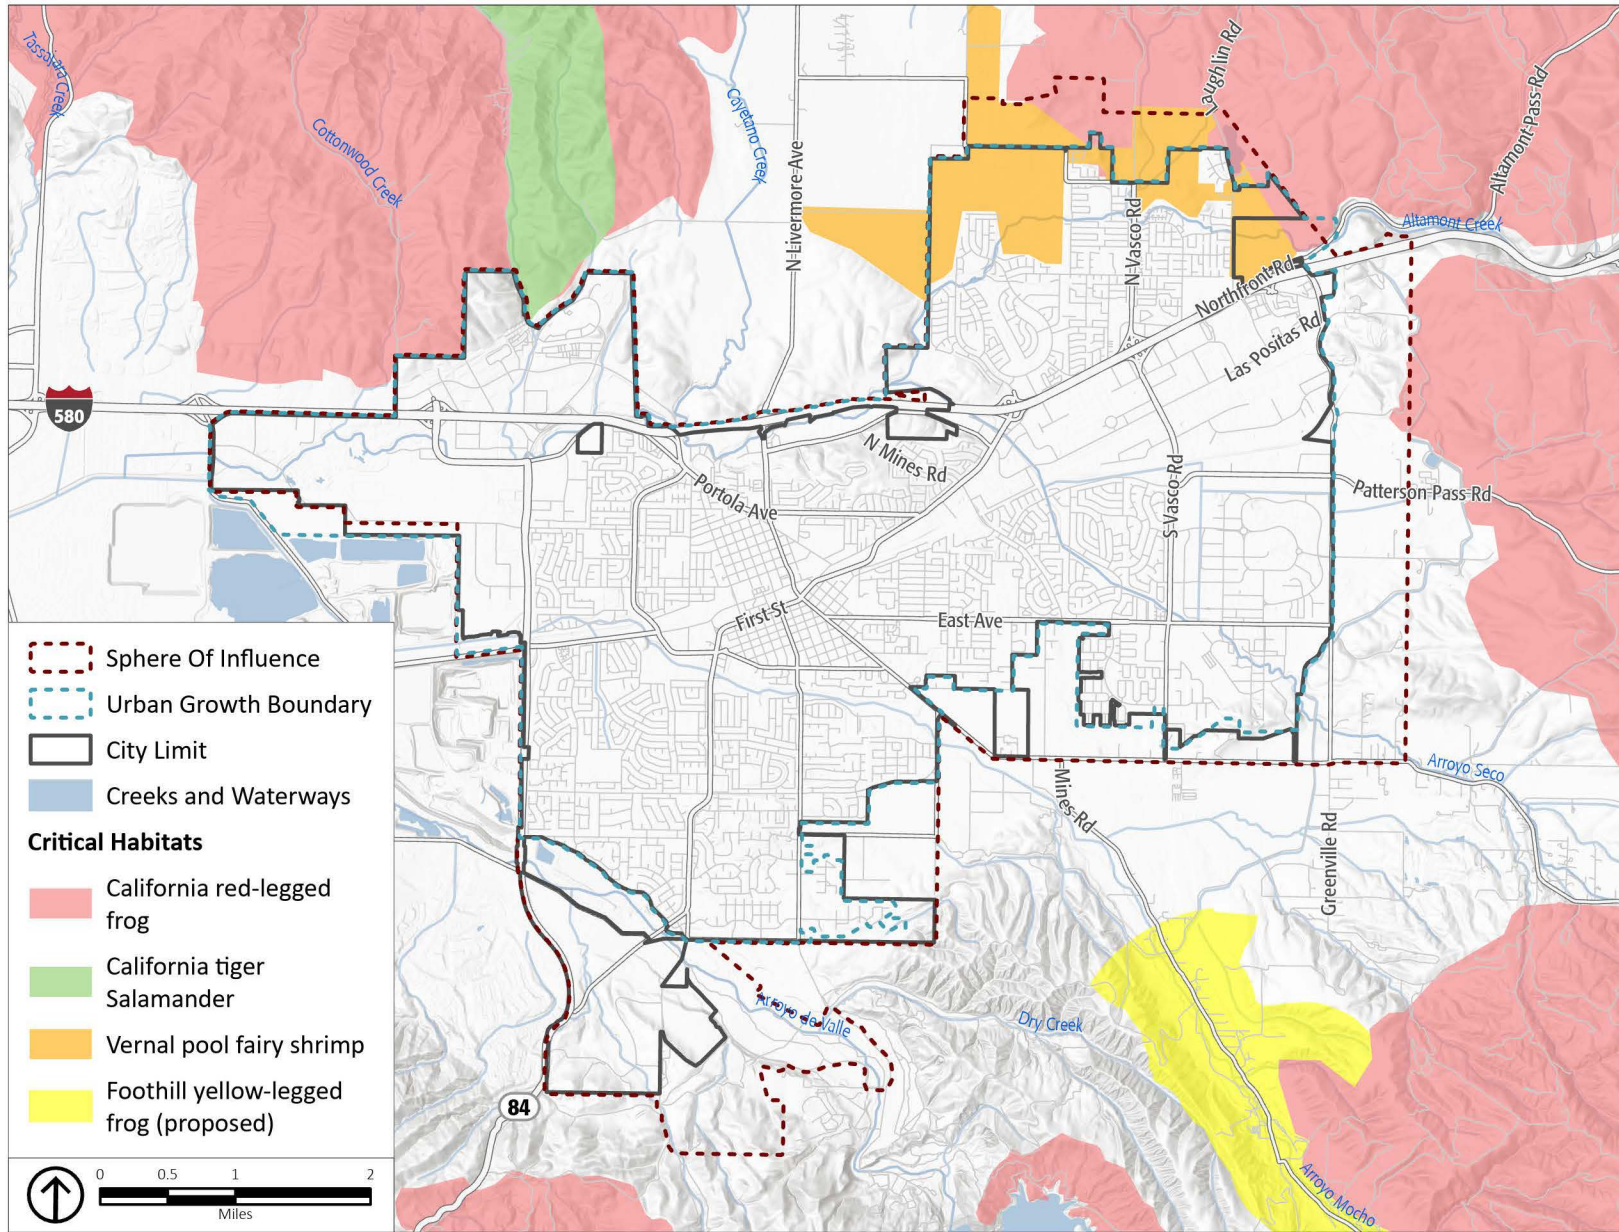 Tassajara Creek
Cottonwood Creek
Cayetano Creek
N Livermore Ave
Laughlin Rd
Altamont Pass Rd
Altamont Creek
N Vasco Rd
Northfront Rd
Las Positas Rd
580
N Mines Rd
Portola Ave
S Vasco Rd
Patterson Pass Rd
First St
East Ave
Arroyo Seco
Mines Rd
Greenville Rd
Arroyo de Valle
Dry Creek
84
Arroyo Mocho
Sphere Of Influence
Urban Growth Boundary
City Limit
Creeks and Waterways
Critical Habitats
California red-legged
frog
California tiger
Salamander
Vernal pool fairy shrimp
Foothill yellow-legged
frog (proposed)
0 0.5 1 2
Miles